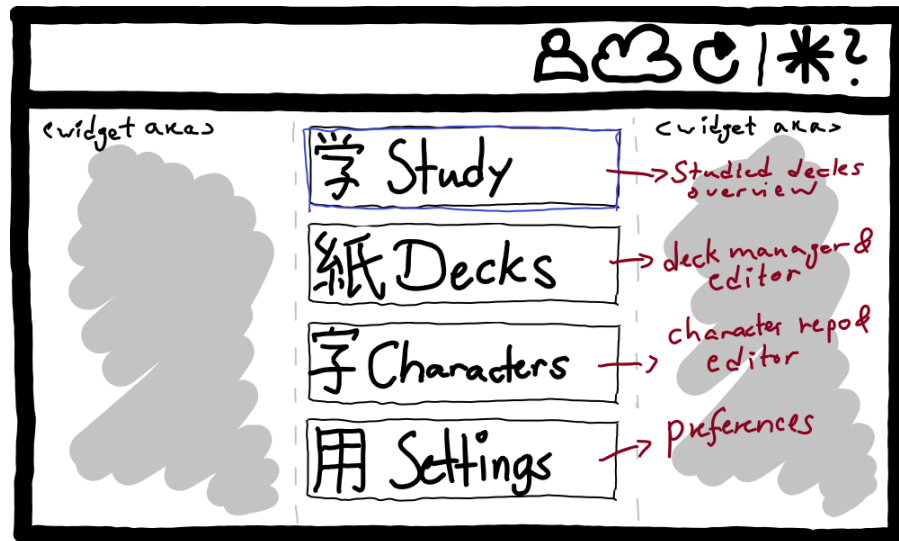 ?
<widget area>
<widget area>
学 Study
Studied decks
overview
紙 Decks
deck manager &
editor
字 Characters
character repo &
editor
用 Settings
preferences